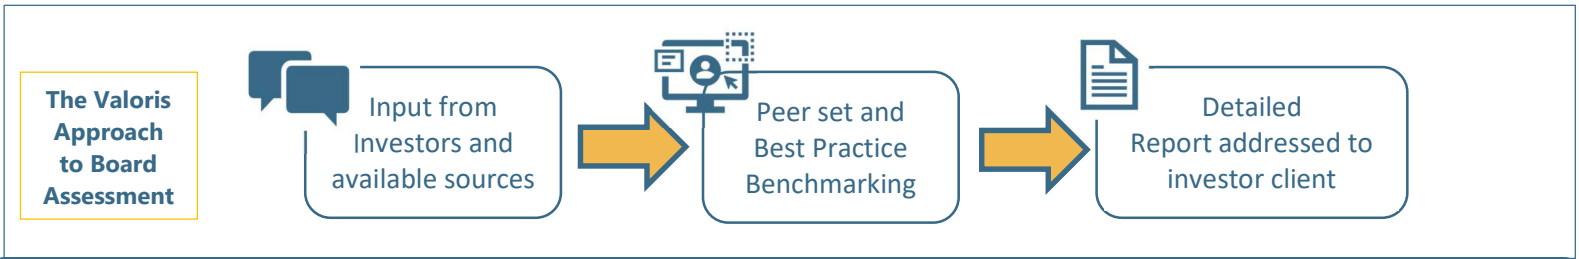 The Valoris
Approach
to Board
Assessment
Input from
Investors and
available sources
Peer set and
Best Practice
Benchmarking
Detailed
Report addressed to
investor client